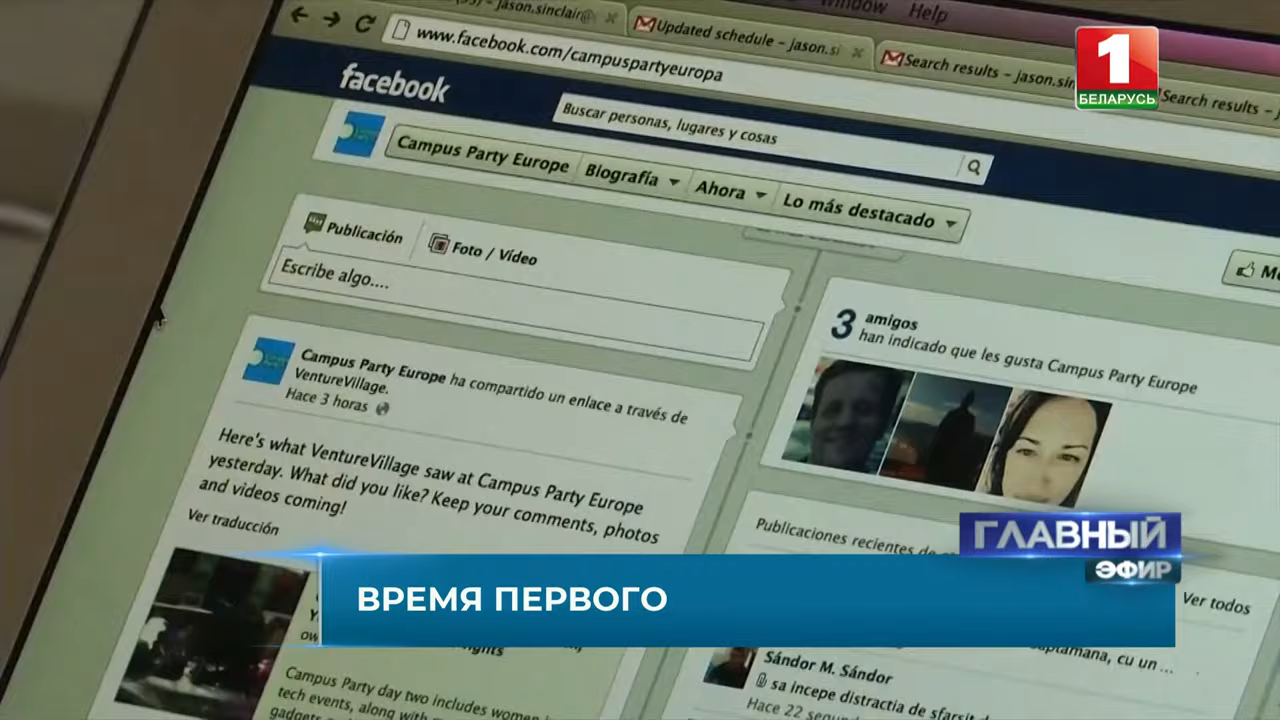 Window Help
jason.sinclair@
Updated schedule – jason.si
Search results – jason.sin
Search results –
www.facebook.com/campuspartyeuropa
1
БЕЛАРУСЬ
facebook
Buscar personas, lugares y cosas
Campus Party Europe
Biografía
Ahora
Lo más destacado
Publicación
Foto / Vídeo
Escribe algo....
3 amigos
han indicado que les gusta Campus Party Europe
Campus Party Europe ha compartido un enlace a través de
VentureVillage.
Hace 3 horas
Here's what VentureVillage saw at Campus Party Europe
yesterday. What did you like? Keep your comments, photos
and videos coming!
Ver traducción
Publicaciones recientes de
Ver todos
ГЛАВНЫЙ
ЭФИР
ВРЕМЯ ПЕРВОГО
cu un ...
Sándor M. Sándor
sa incepe distractia de sfarsit d
Hace 22
Campus Party day two includes women in
tech events, along with